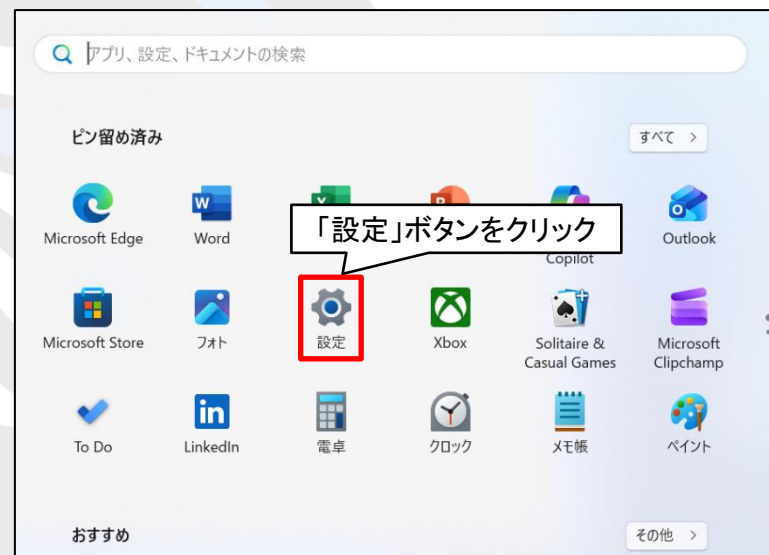 アプリ、設定、ドキュメントの検索
ピン留め済み
すべて >
「設定」ボタンをクリック
Microsoft Edge
Word
Copilot
Outlook
Microsoft Store
フォト
設定
Xbox
Solitaire &
Casual Games
Microsoft
Clipchamp
To Do
LinkedIn
電卓
クロック
メモ帳
ペイント
おすすめ
その他 >